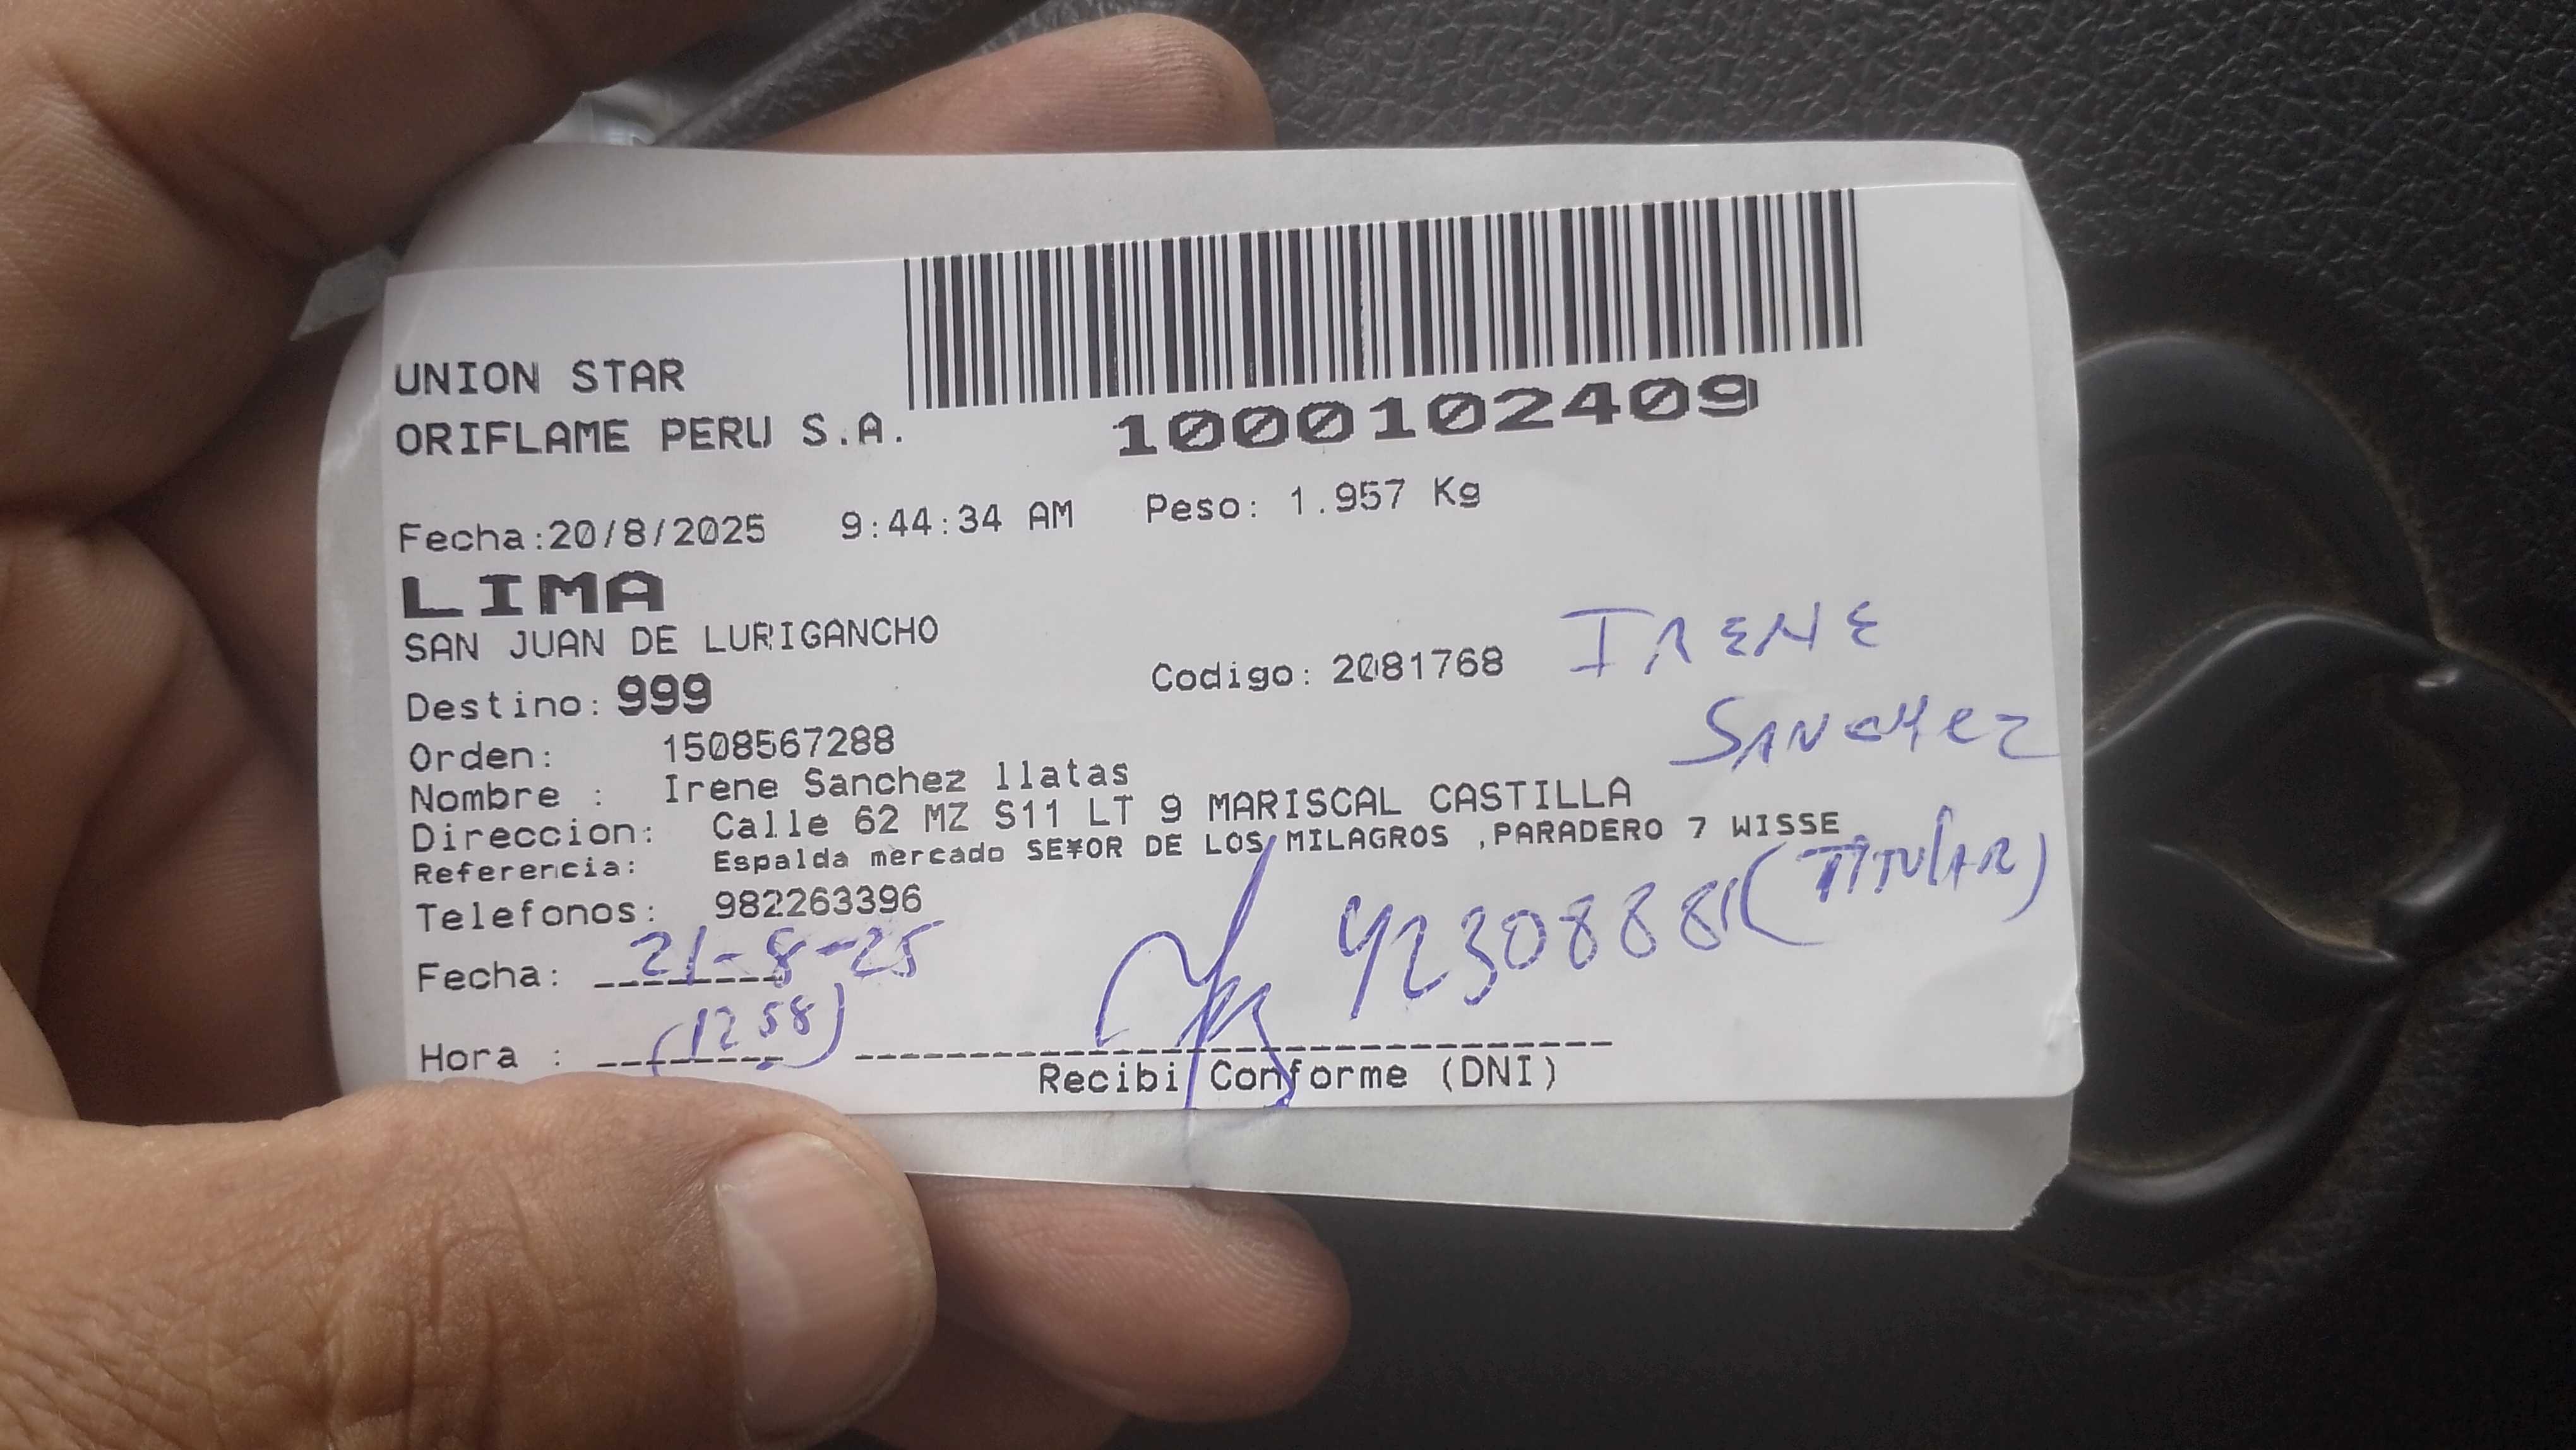 UNION STAR
ORIFLAME PERU S.A.
1000102409
Fecha:20/8/2025 9:44:34 AM Peso: 1.957 Kg
LIMA
SAN JUAN DE LURIGANCHO
Destino: 999 Codigo: 2081768 IRENE
SANCHEZ
Orden: 1508567288
Nombre : Irene Sanchez llatas
Direccion: Calle 62 MZ S11 LT 9 MARISCAL CASTILLA
Referencia: Espalda mercado SE¥OR DE LOS MILAGROS ,PARADERO 7 WISSE
Telefonos: 982263396
42308881 (TITULAR)
Fecha: 21-8-25
Hora : (12 58)
Recibi Conforme (DNI)